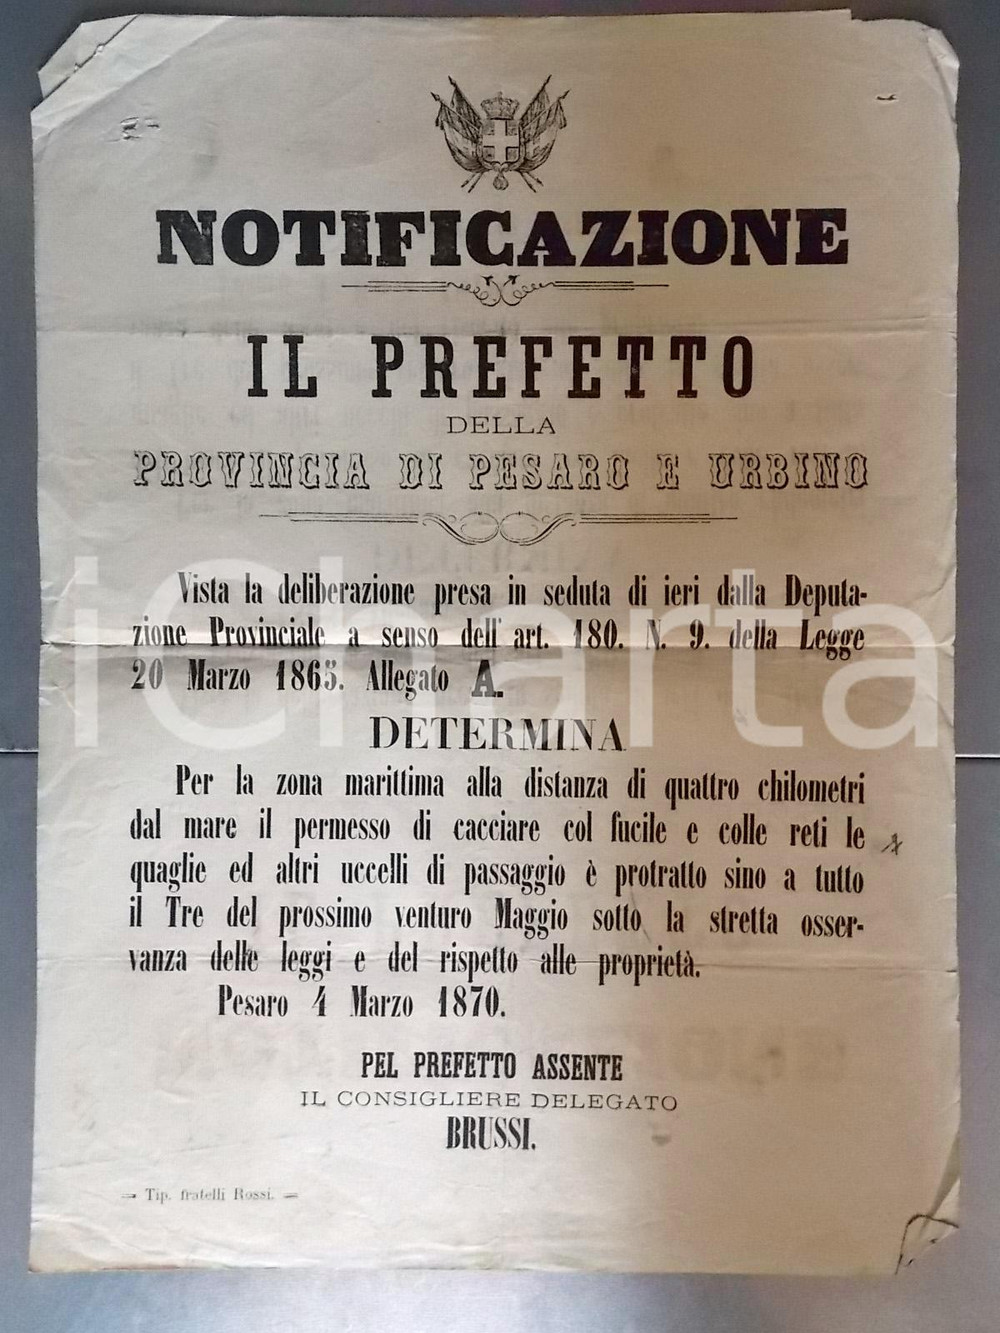 NOTIFICAZIONE
IL PREFETTO
DELLA
PROVINCIA DI PESARO E URBINO
Vista la deliberazione presa in seduta di ieri dalla Deputa-
zione Provinciale a senso dell' art. 180. N. 9. della Legge
20 Marzo 1865. Allegato A.
DETERMINA
Per la zona marittima alla distanza di quattro chilometri
dal mare il permesso di cacciare col fucile e colle reti le
quaglie ed altri uccelli di passaggio è protratto sino a tutto
il Tre del prossimo venturo Maggio sotto la stretta osser-
vanza delle leggi e del rispetto alle proprietà.
Pesaro 4 Marzo 1870.
PEL PREFETTO ASSENTE
IL CONSIGLIERE DELEGATO
BRUSSI.
Tip. fratelli Rossi.
iCharta